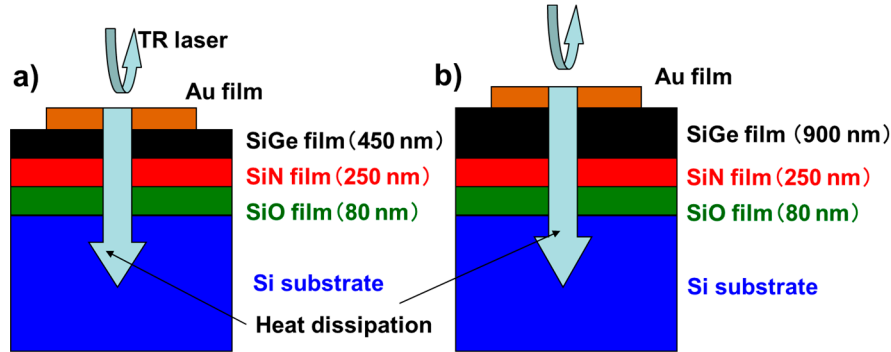 a)
TR laser
Au film
SiGe film(450 nm)
SiN film(250 nm)
SiO film(80 nm)
Si substrate
Heat dissipation
b)
Au film
SiGe film (900 nm)
SiN film(250 nm)
SiO film(80 nm)
Si substrate